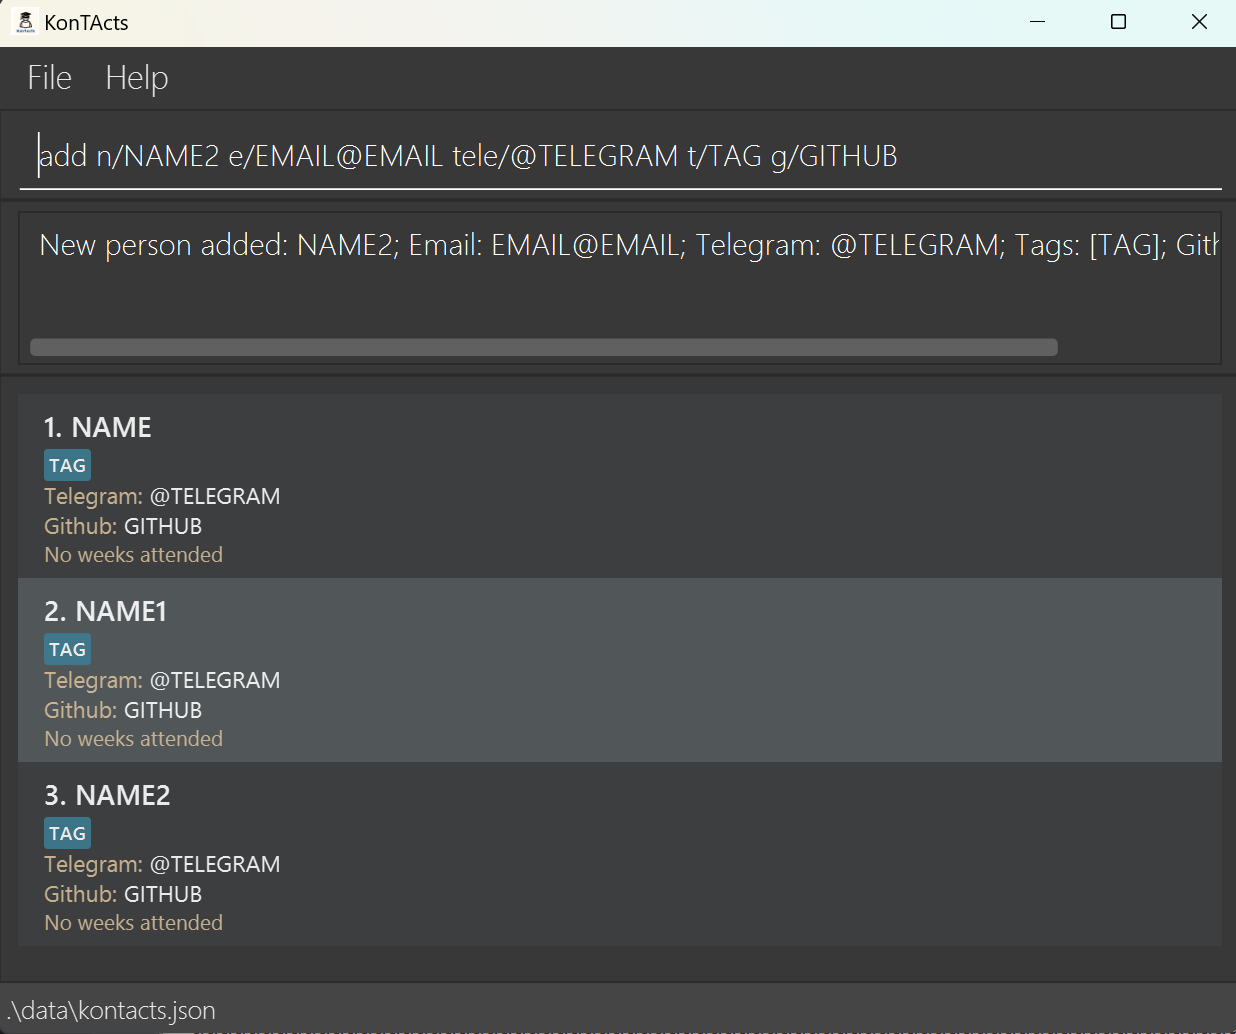 KonTActs
File Help
add n/NAME2 e/EMAIL@EMAIL tele/@TELEGRAM t/TAG g/GITHUB
New person added: NAME2; Email: EMAIL@EMAIL; Telegram: @TELEGRAM; Tags: [TAG]; Gith
1. NAME
TAG
Telegram: @TELEGRAM
Github: GITHUB
No weeks attended
2. NAME1
TAG
Telegram: @TELEGRAM
Github: GITHUB
No weeks attended
3. NAME2
TAG
Telegram: @TELEGRAM
Github: GITHUB
No weeks attended
.\data\kontacts.json